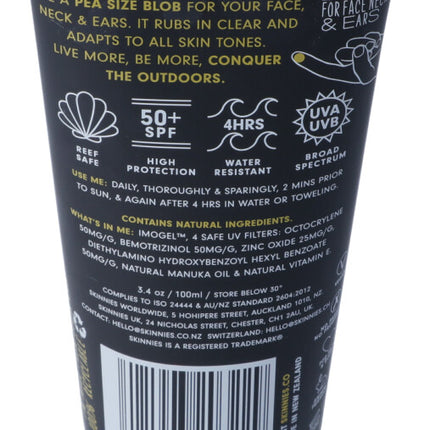 A PEA SIZE BLOB FOR YOUR FACE,
NECK & EARS. IT RUBS IN CLEAR AND
ADAPTS TO ALL SKIN TONES.
LIVE MORE, BE MORE, CONQUER
THE OUTDOORS.
FOR FACE NECK
& EARS
REEF
SAFE
50+
SPF
HIGH
PROTECTION
4HRS
WATER
RESISTANT
UVA
UVB
BROAD
SPECTRUM
USE ME: DAILY, THOROUGHLY & SPARINGLY, 2 MINS PRIOR
TO SUN, & AGAIN AFTER 4 HRS IN WATER OR TOWELING.
CONTAINS NATURAL INGREDIENTS.
WHAT'S IN ME: IMOGEL™, 4 SAFE UV FILTERS: OCTOCRYLENE
50MG/G, BEMOTRIZINOL 50MG/G, ZINC OXIDE 25MG/G,
DIETHYLAMINO HYDROXYBENZOYL HEXYL BENZOATE
50MG/G, NATURAL MANUKA OIL & NATURAL VITAMIN E.
3.4 oz / 100ml / STORE BELOW 30°
COMPLIES TO ISO 24444 & AU/NZ STANDARD 2604:2012
SKINNIES WORLDWIDE, 5 HOHIPERE STREET, AUCKLAND 1010, NZ
SKINNIES UK, 24 NICHOLAS STREET, CHESTER, CH1 2AU, UK.
CONTACT: HELLO@SKINNIES.CO.NZ SWITZERLAND: HELLO@SKINNIES.CH
SKINNIES IS A REGISTERED TRADEMARK®
SKINNIES.CO
IN NEW ZEALAND